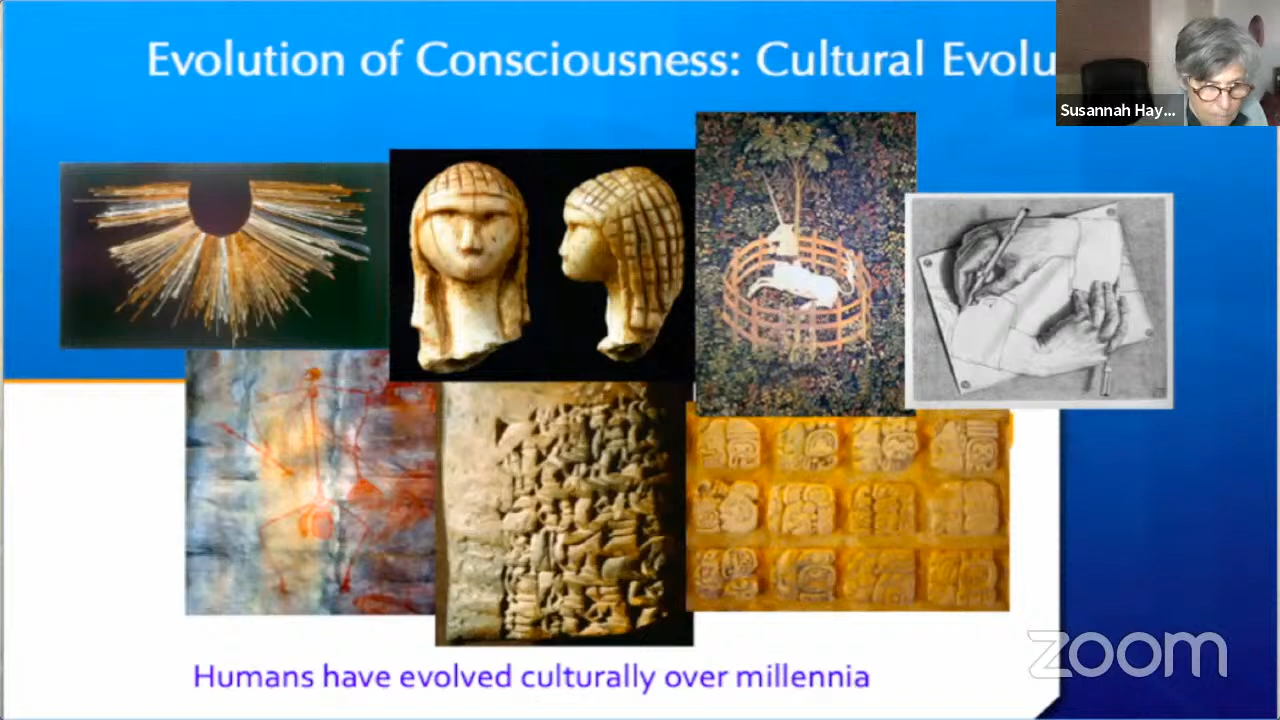 Evolution of Consciousness: Cultural Evolu
Susannah Hay...
Humans have evolved culturally over millennia
zoom